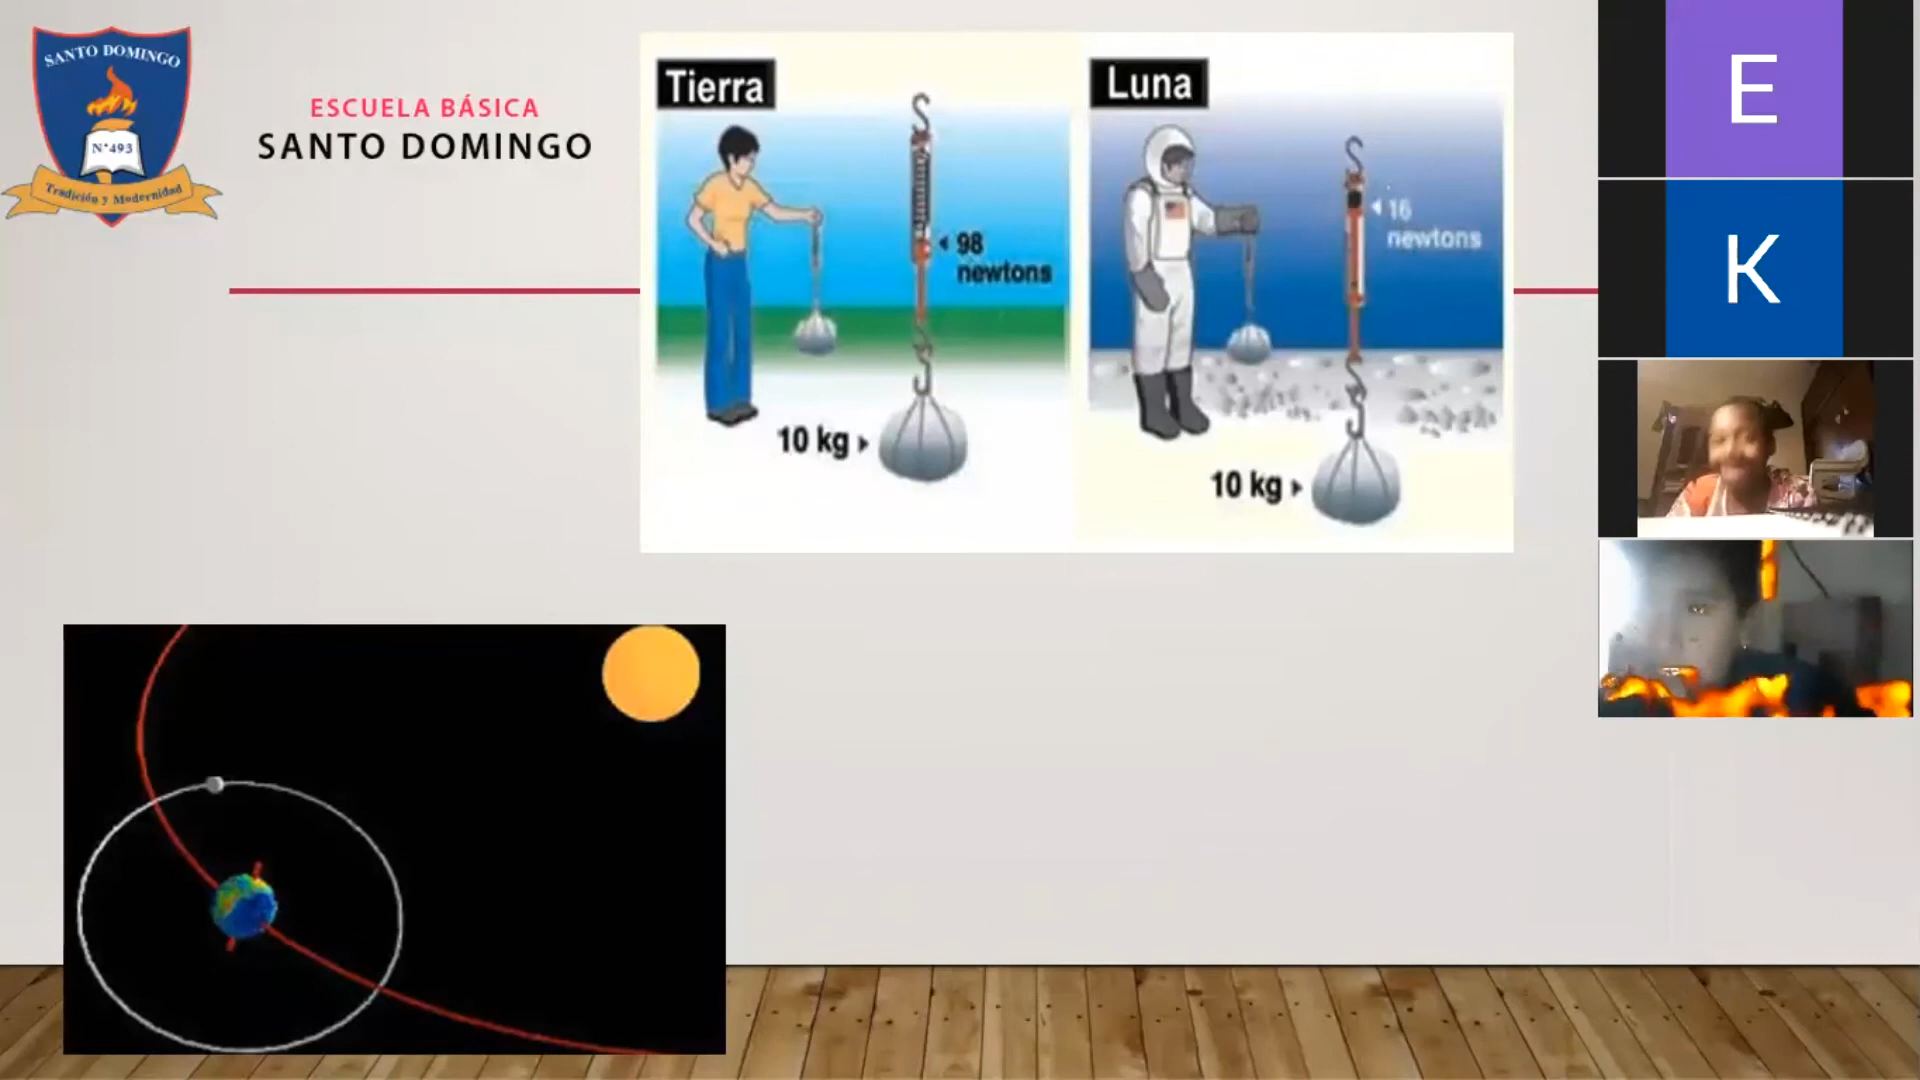 SANTO DOMINGO
N°493
Tradición y Modernidad
ESCUELA BÁSICA
SANTO DOMINGO
Tierra
98
newtons
10 kg
Luna
16
newtons
10 kg
E
K